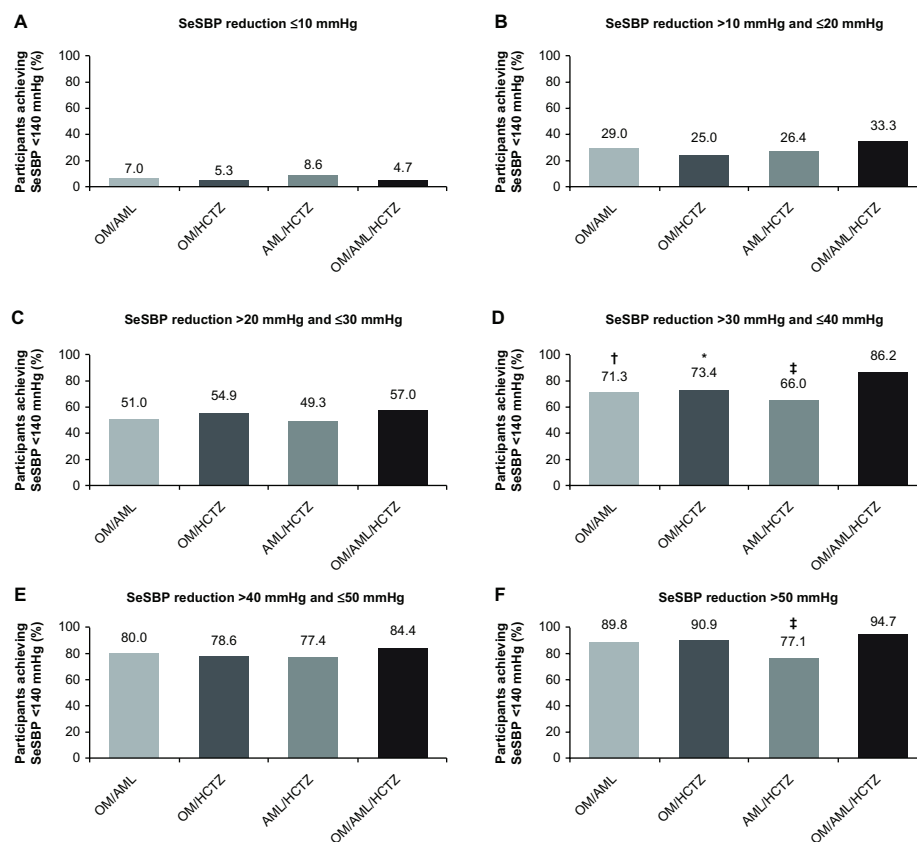 A
SeSBP reduction ≤10 mmHg
Participants achieving
SeSBP <140 mnHg (%)
100
80
60
40
20
0
7.0
5.3
8.6
4.7
OM/AML
OM/HCTZ
AML/HCTZ
OM/AML/HCTZ
B
SeSBP reduction >10 mmHg and ≤20 mmHg
Participants achieving
SeSBP <140 mnHg (%)
100
80
60
40
20
0
29.0
25.0
26.4
33.3
OM/AML
OM/HCTZ
AML/HCTZ
OM/AML/HCTZ
C
SeSBP reduction >20 mmHg and ≤30 mmHg
Participants achieving
SeSBP <140 mnHg (%)
100
80
60
40
20
0
51.0
54.9
49.3
57.0
OM/AML
OM/HCTZ
AML/HCTZ
OM/AML/HCTZ
D
SeSBP reduction >30 mmHg and ≤40 mmHg
Participants achieving
SeSBP <140 mnHg (%)
100
80
60
40
20
0
†
71.3
*
73.4
‡
66.0
86.2
OM/AML
OM/HCTZ
AML/HCTZ
OM/AML/HCTZ
E
SeSBP reduction >40 mmHg and ≤50 mmHg
Participants achieving
SeSBP <140 mnHg (%)
100
80
60
40
20
0
80.0
78.6
77.4
84.4
OM/AML
OM/HCTZ
AML/HCTZ
OM/AML/HCTZ
F
SeSBP reduction >50 mmHg
Participants achieving
SeSBP <140 mnHg (%)
100
80
60
40
20
0
89.8
90.9
‡
77.1
94.7
OM/AML
OM/HCTZ
AML/HCTZ
OM/AML/HCTZ